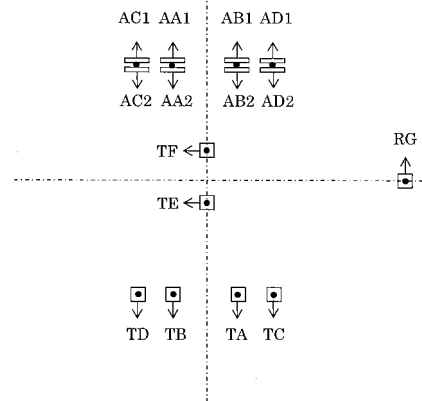 AC1 AA1 AB1 AD1
AC2 AA2 AB2 AD2
TF
RG
TE
TD TB TA TC